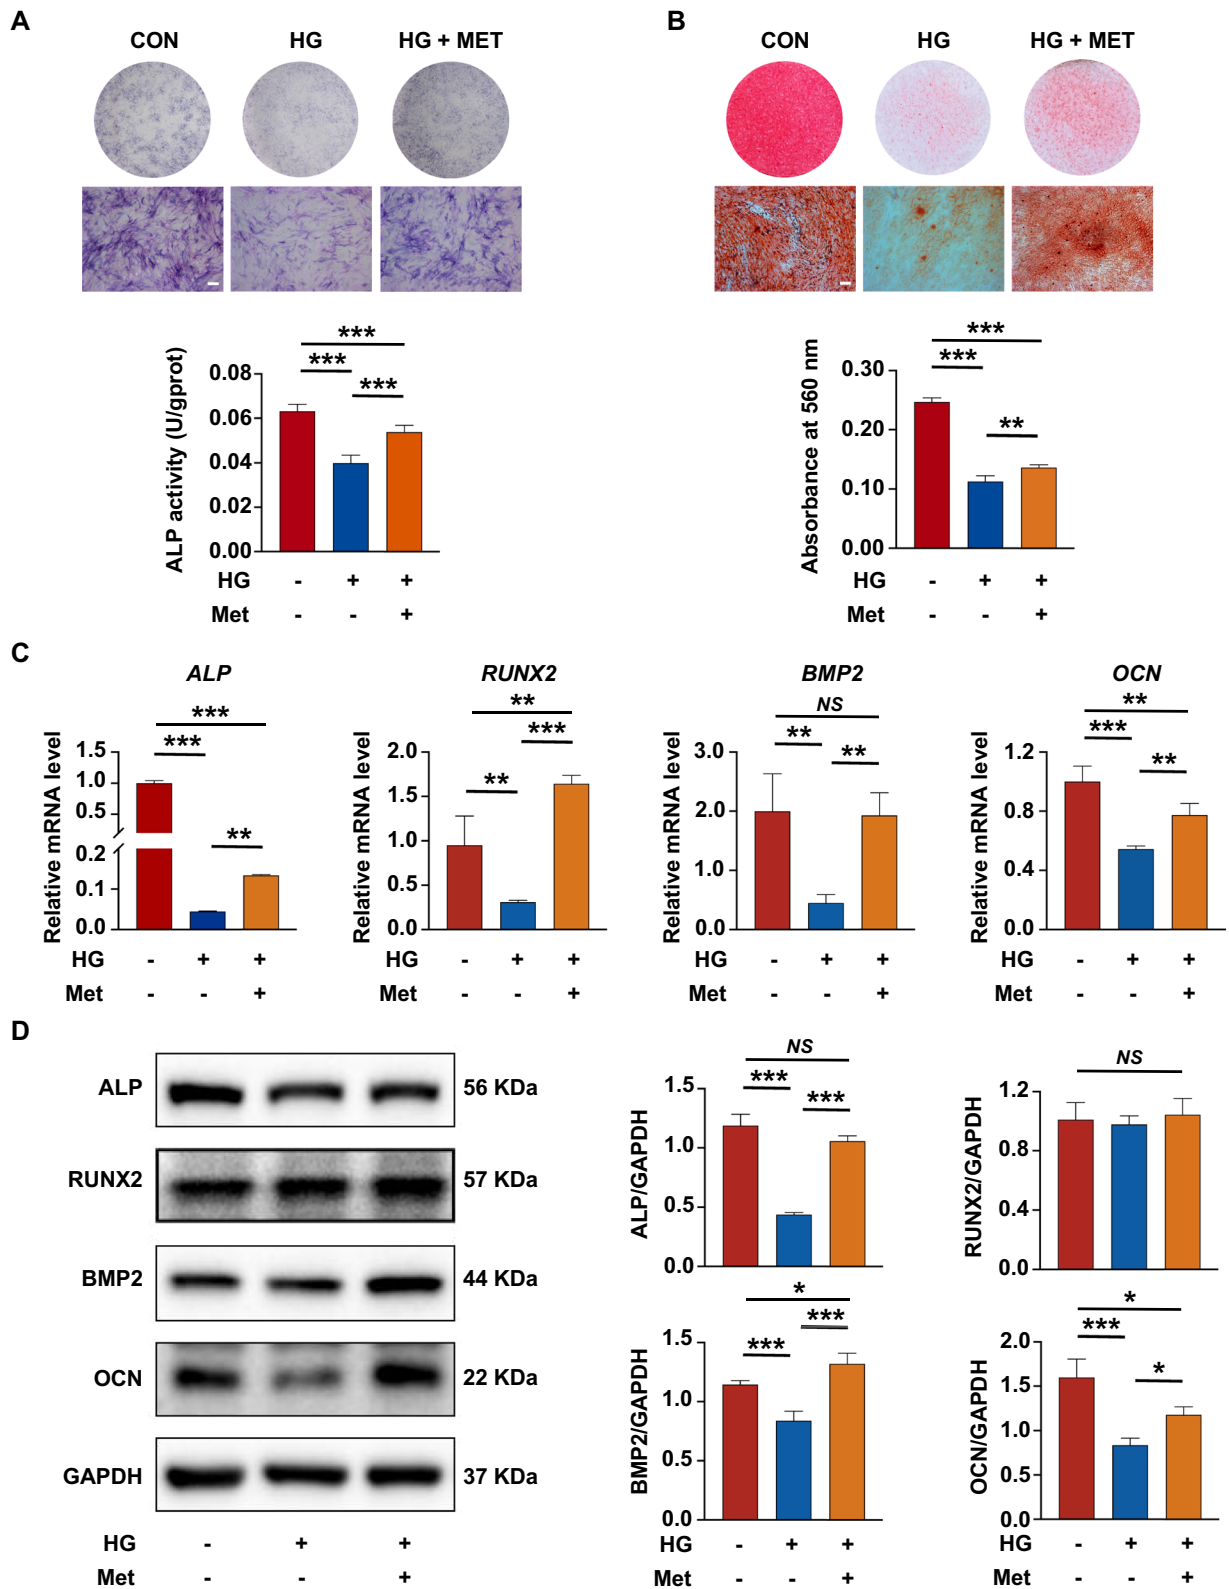 A
CON HG HG + MET
***
*** ***
ALP activity (U/gprot)
0.08
0.06
0.04
0.02
0.00
HG - + +
Met - - +
B
CON HG HG + MET
***
***
**
Absorbance at 560 nm
0.30
0.20
0.10
0.00
HG - + +
Met - - +
C
ALP
***
***
**
Relative mRNA level
1.5
1.0
0.5
0.2
0.1
0.0
HG - + +
Met - - +
RUNX2
**
***
**
Relative mRNA level
2.0
1.5
1.0
0.5
0.0
HG - + +
Met - - +
BMP2
NS
** **
Relative mRNA level
3.0
2.0
1.0
0.0
HG - + +
Met - - +
OCN
**
***
**
Relative mRNA level
1.2
0.8
0.4
0.0
HG - + +
Met - - +
D
ALP 56 KDa
RUNX2 57 KDa
BMP2 44 KDa
OCN 22 KDa
GAPDH 37 KDa
HG - + +
Met - - +
NS
***
***
ALP/GAPDH
1.5
1.0
0.5
0.0
NS
RUNX2/GAPDH
1.2
0.8
0.4
0.0
*
***
***
BMP2/GAPDH
1.5
1.0
0.5
0.0
HG - + +
Met - - +
*
***
*
OCN/GAPDH
2.0
1.5
1.0
0.5
0.0
HG - + +
Met - - +